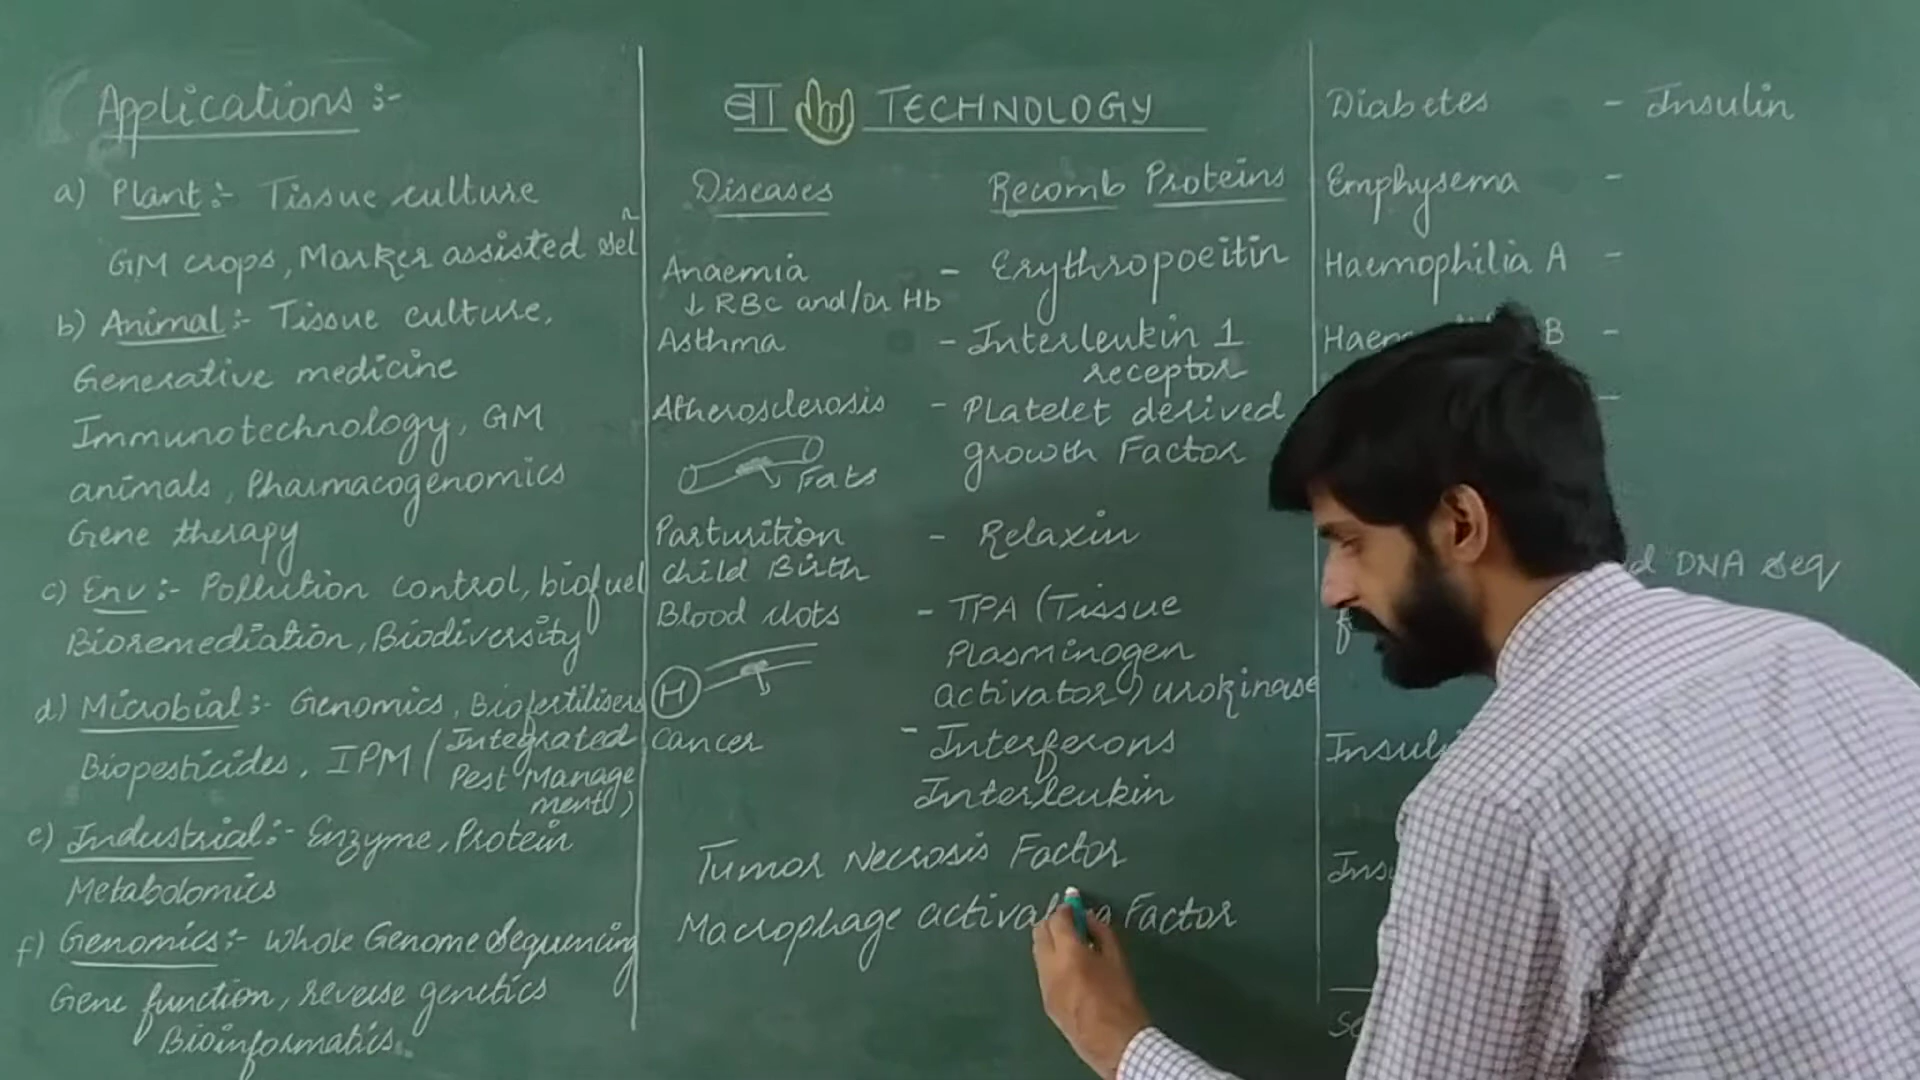 Applications :-
a) Plant :- Tissue culture
GM crops, Marker assisted sel n
b) Animal :- Tissue culture,
Generative medicine
Immunotechnology, GM
animals, Pharmacogenomics
Gene therapy
c) Env :- Pollution control, biofuel
Bioremediation, Biodiversity
d) Microbial :- Genomics, Biofertilisers
Biopesticides, IPM (Integrated
Pest Manage
ment)
e) Industrial :- Enzyme, Protein
Metabolomics
f) Genomics :- Whole Genome Sequencing
Gene function, reverse genetics
Bioinformatics.
बा TECHNOLOGY
Diseases Recomb Proteins
Anaemia - Erythropoeitin
↓ RBC and/or Hb
Asthma - Interleukin 1
receptor
Atherosclerosis - Platelet derived
growth Factor
Fats
Parturition - Relaxin
child Birth
Blood clots - TPA (Tissue
Plasminogen
activator) urokinase
H
Cancer - Interferons
Interleukin
Tumor Necrosis Factor
Macrophage Factor
Diabetes - Insulin
Emphysema -
Haemophilia A -
B -
-
DNA seq